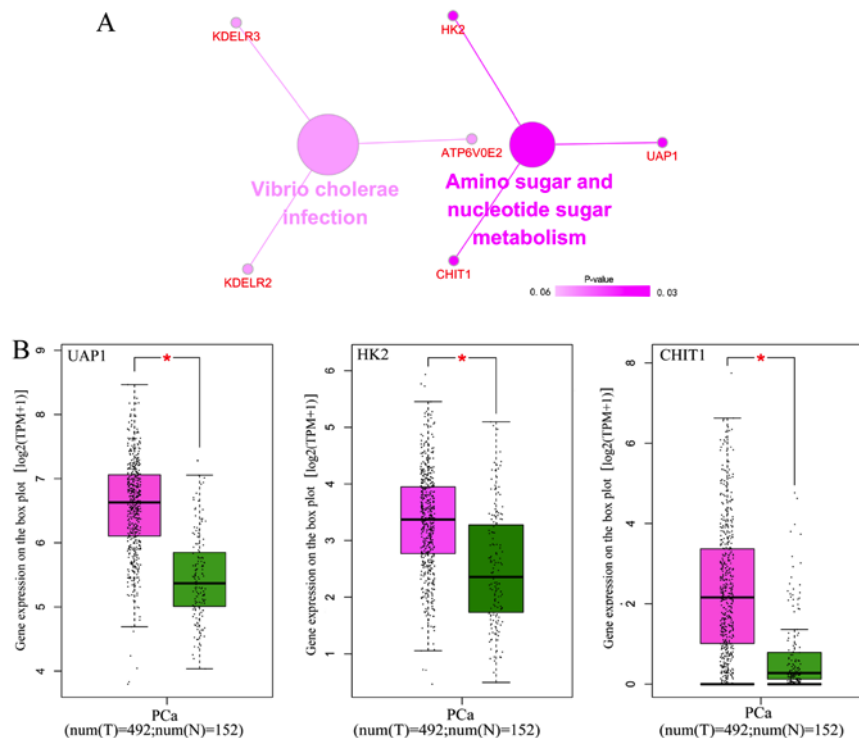 A
KDELR3
HK2
ATP6V0E2
UAP1
Vibrio cholerae
infection
Amino sugar and
nucleotide sugar
metabolism
KDELR2
CHIT1
P-value
0.06
0.03
B
UAP1
Gene expression on the box plot [log2(TPM+1)]
9
8
7
6
5
4
*
PCa
(num(T)=492;num(N)=152)
HK2
Gene expression on the box plot [log2(TPM+1)]
6
5
4
3
2
1
*
PCa
(num(T)=492;num(N)=152)
CHIT1
Gene expression on the box plot [log2(TPM+1)]
8
6
4
2
0
*
PCa
(num(T)=492;num(N)=152)